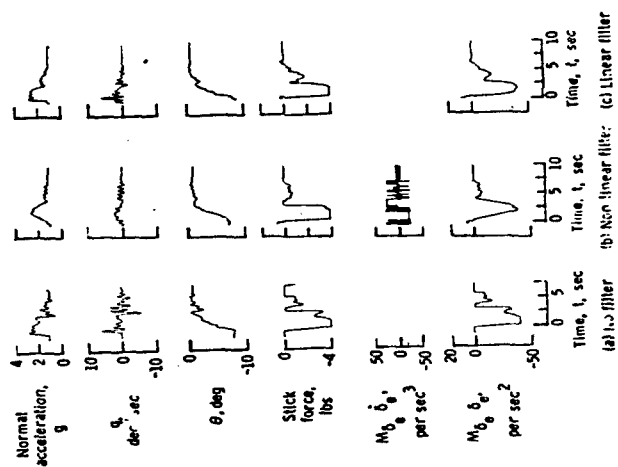 Normal
acceleration,
g
4
2
0
q,
deg/sec
10
0
-10
θ, deg
0
-10
Stick
force,
lbs
0
-4
M δe δ̇e,
per sec³
50
0
-50
M δe δe,
per sec²
20
0
-50
0 5
Time, t, sec
(a) No filter
0 5 10
Time, t, sec
(b) Non linear filter
0 5 10
Time, t, sec
(c) Linear filter